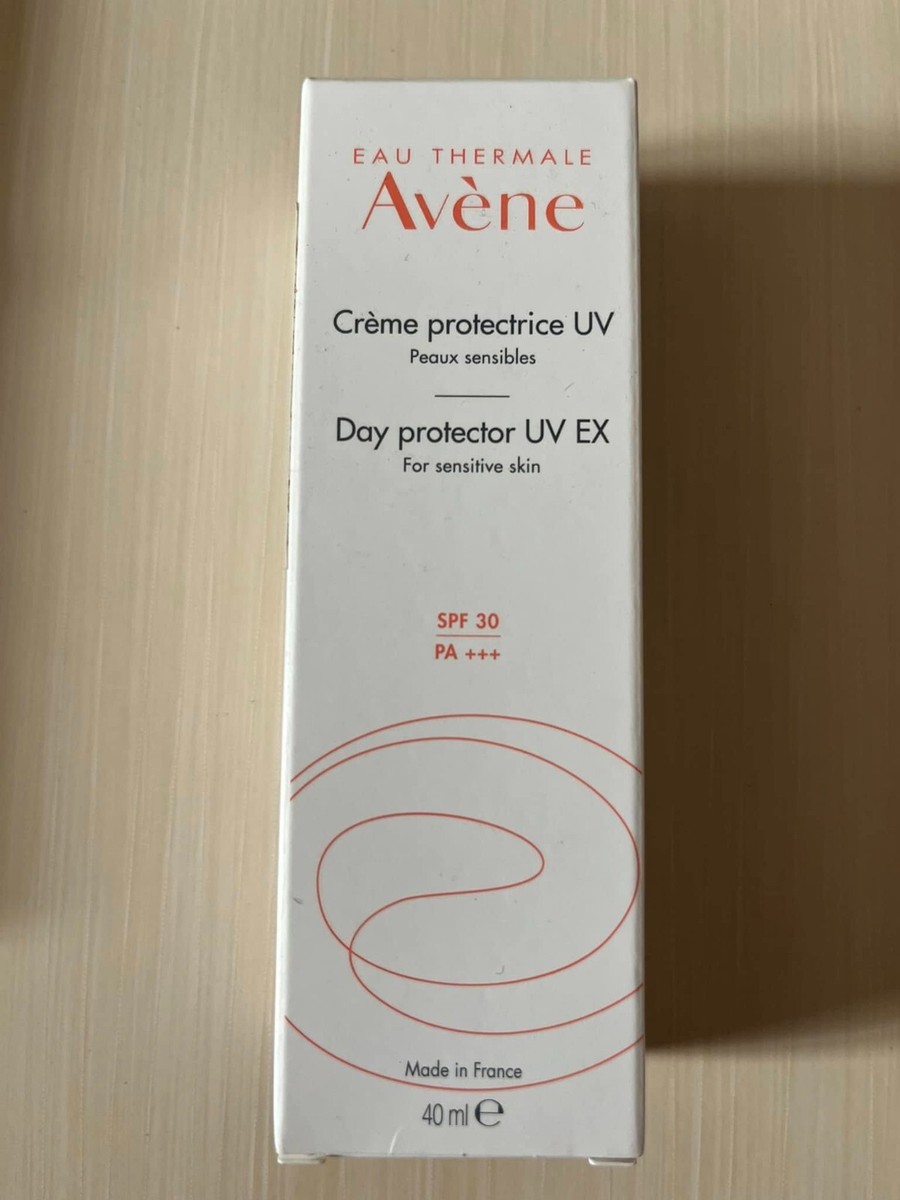 EAU THERMALE
Avène
Crème protectrice UV
Peaux sensibles
Day protector UV EX
For sensitive skin
SPF 30
PA +++
Made in France
40 ml ℮